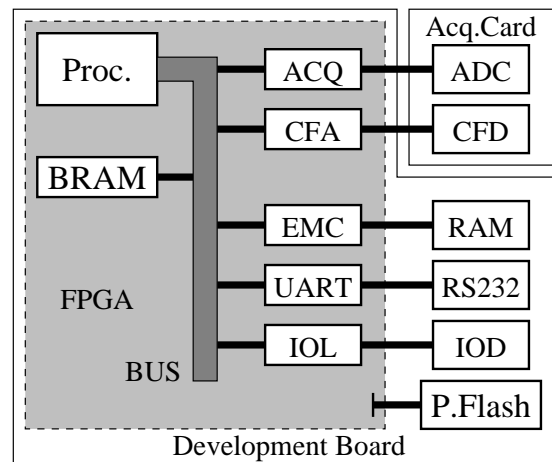 Acq.Card
Proc.
ACQ
ADC
CFA
CFD
BRAM
EMC
RAM
FPGA
UART
RS232
BUS
IOL
IOD
P.Flash
Development Board